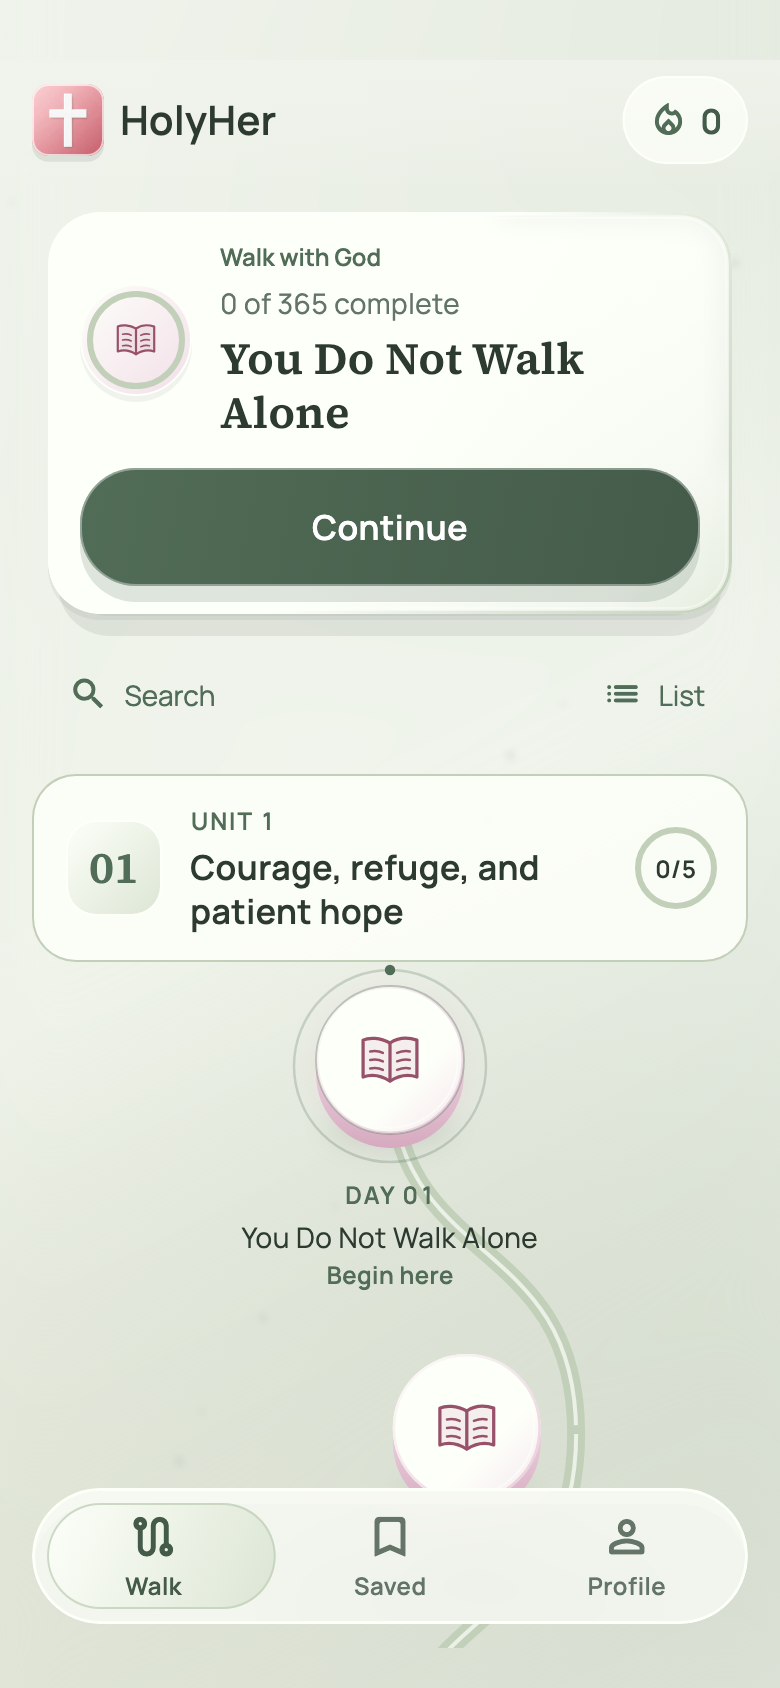 HolyHer
0
Walk with God
0 of 365 complete
You Do Not Walk
Alone
Continue
Search
List
UNIT 1
01
Courage, refuge, and
patient hope
0/5
DAY 01
You Do Not Walk Alone
Begin here
Walk
Saved
Profile